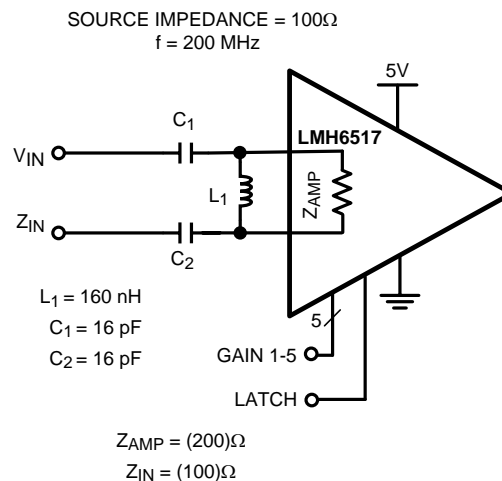 SOURCE IMPEDANCE = 100Ω
f = 200 MHz
5V
C1
LMH6517
VIN
L1
ZAMP
ZIN
C2
L1 = 160 nH
C1 = 16 pF
C2 = 16 pF
5
GAIN 1-5
LATCH
ZAMP = (200)Ω
ZIN = (100)Ω